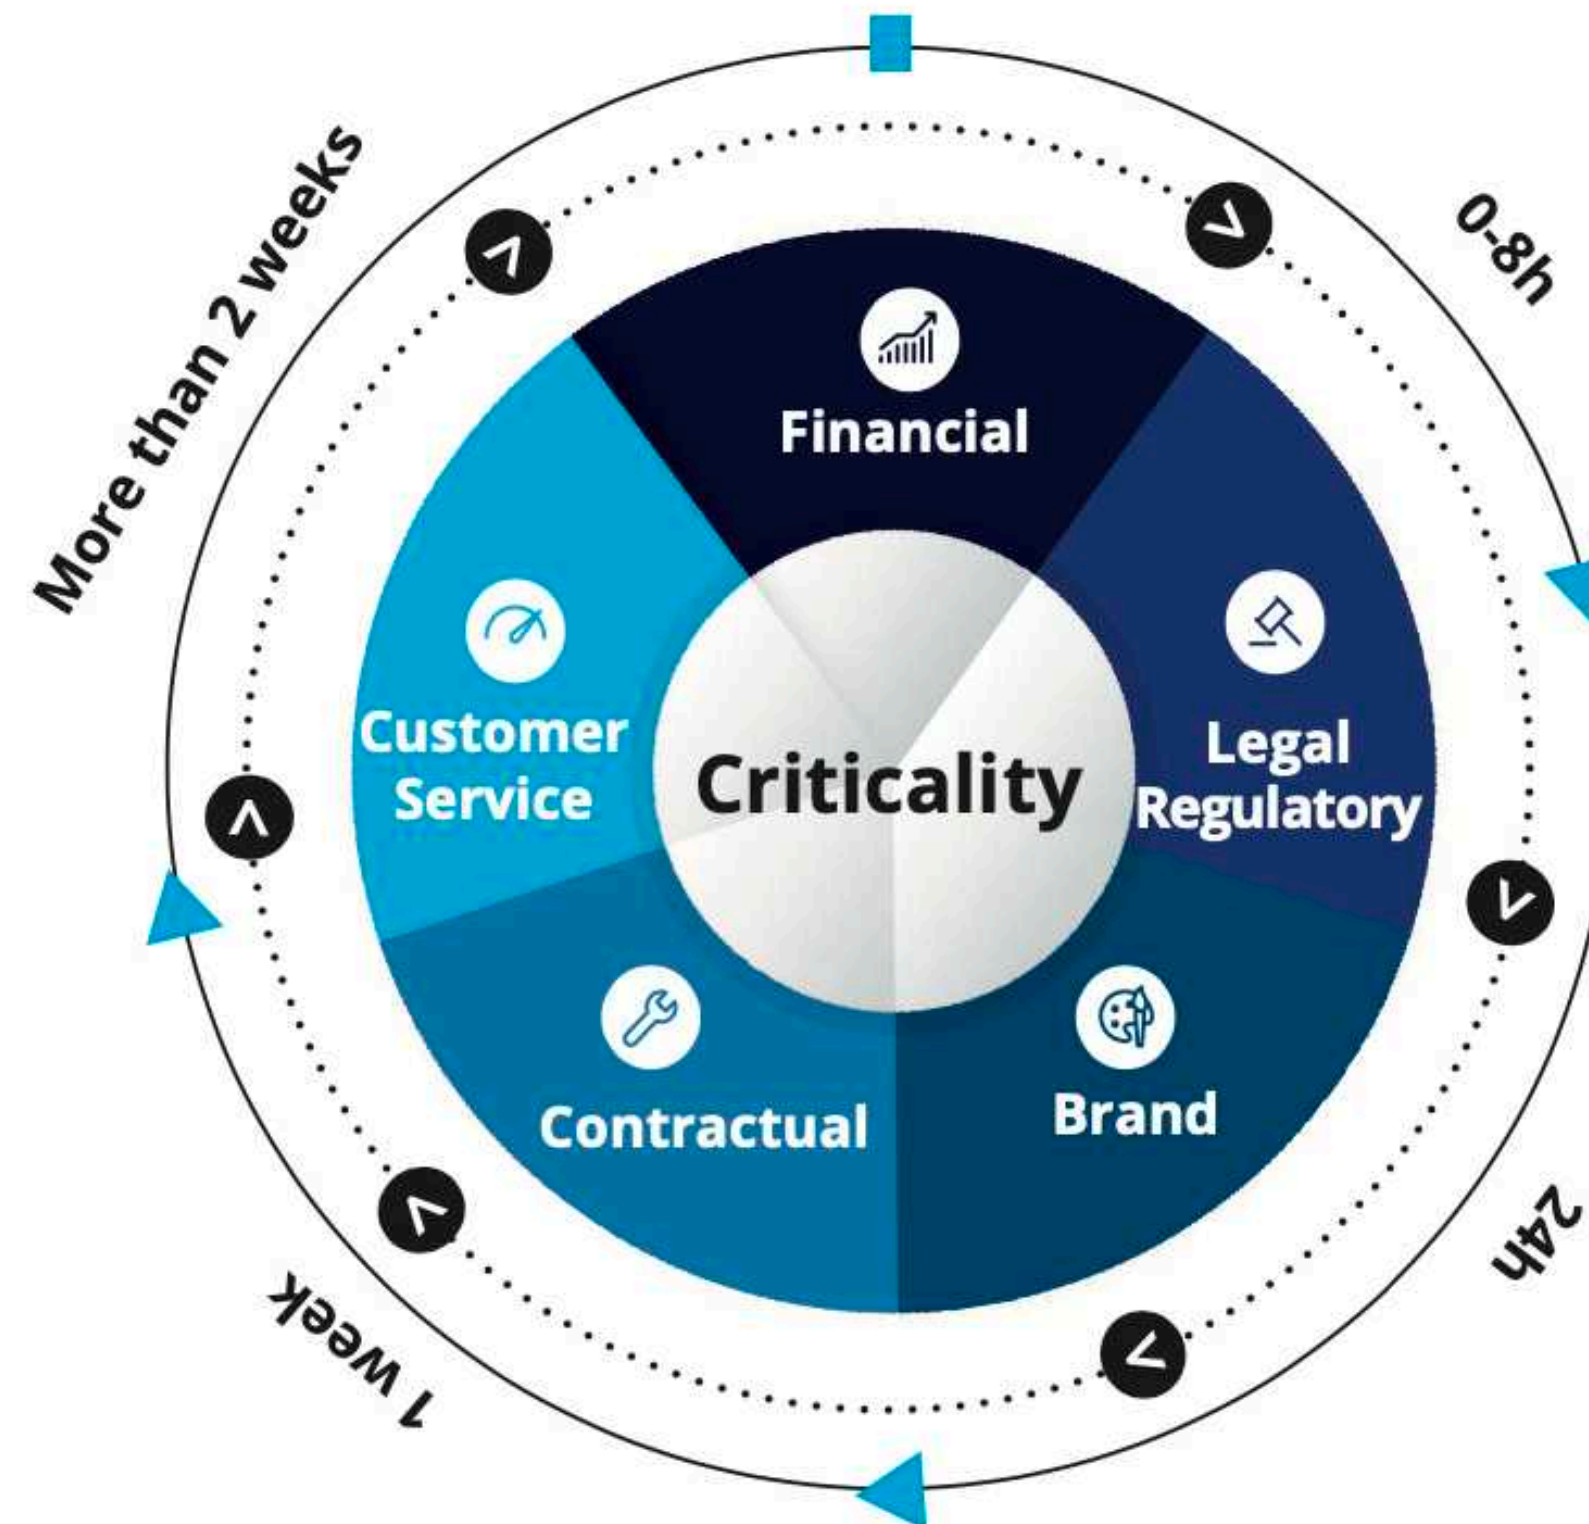 More than 2 weeks
0-8h
24h
1 week
Financial
Legal
Regulatory
Brand
Contractual
Customer
Service
Criticality